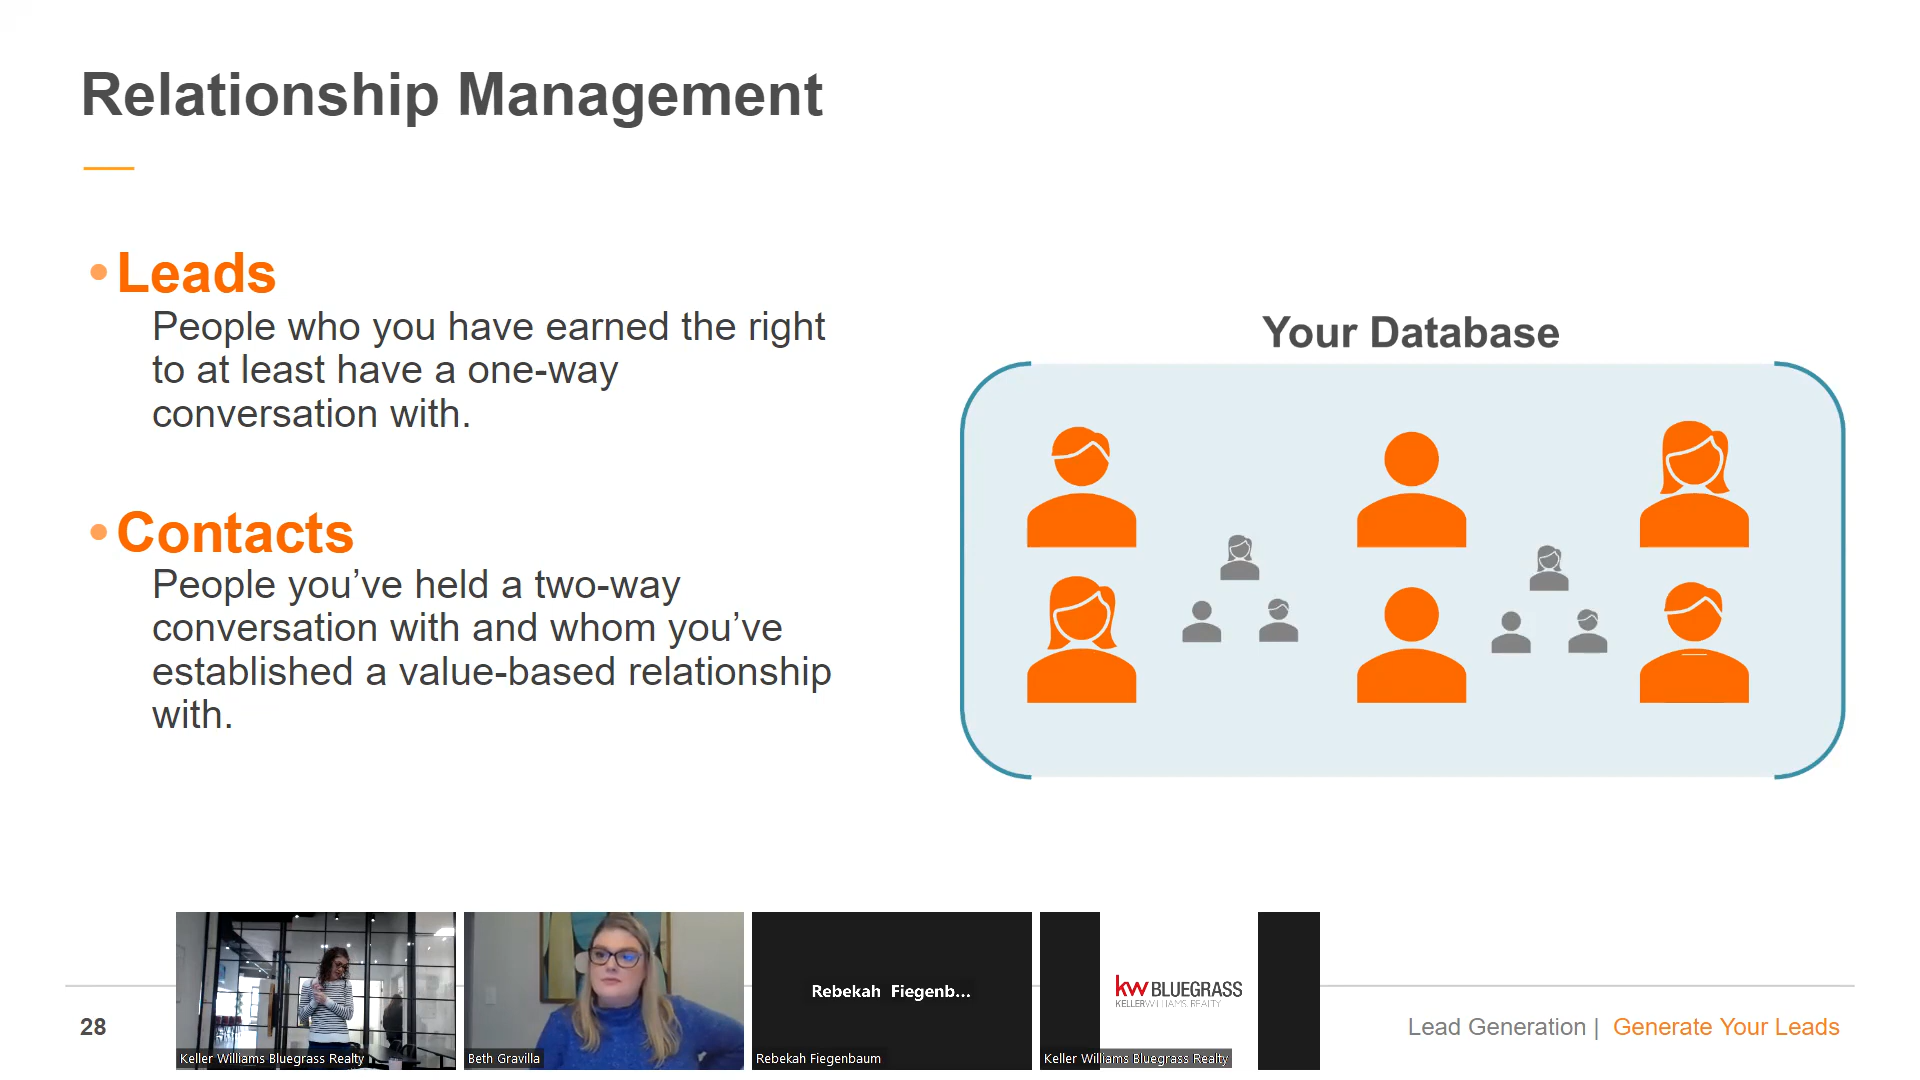 Relationship Management
•Leads
People who you have earned the right
to at least have a one-way
conversation with.
•Contacts
People you’ve held a two-way
conversation with and whom you’ve
established a value-based relationship
with.
Your Database
Rebekah Fiegenb...
kw BLUEGRASS
KELLERWILLIAMS. REALTY
Keller Williams Bluegrass Realty
Beth Gravilla
Rebekah Fiegenbaum
Keller Williams Bluegrass Realty
28
Lead Generation | Generate Your Leads